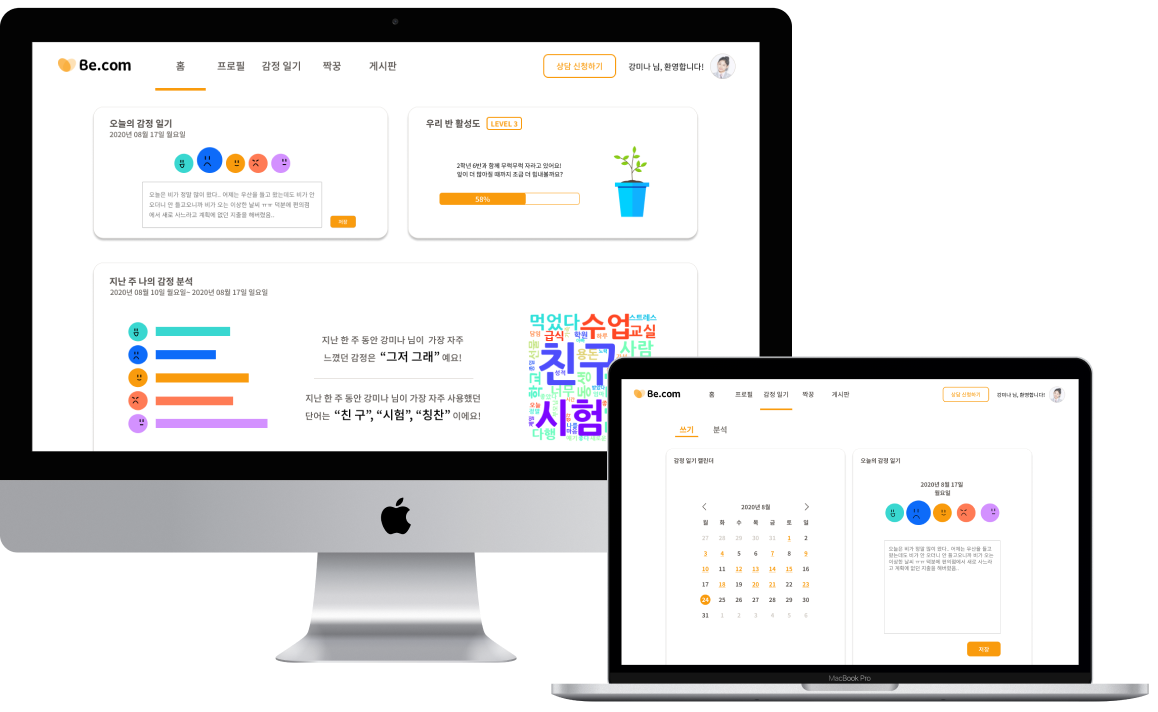 Be.com
홈 프로필 감정 일기 짝꿍 게시판
상담 신청하기
강미나 님, 환영합니다!
오늘의 감정 일기
2020년 08월 17일 월요일
오늘은 비가 정말 많이 왔다.. 어제는 우산을 들고 왔는데도 비가 안
오더니 안 들고오니까 비가 오는 이상한 날씨 ㅠㅠ 덕분에 편의점
에서 새로 사느라고 계획에 없던 지출을 해버렸음..
저장
우리 반 활성도 LEVEL 3
2학년 6반과 함께 무럭무럭 자라고 있어요!
잎이 더 많아질 때까지 조금 더 힘내볼까요?
58%
지난 주 나의 감정 분석
2020년 08월 10일 월요일~ 2020년 08월 17일 일요일
지난 한 주 동안 강미나 님이 가장 자주
느꼈던 감정은 “그저 그래” 예요!
지난 한 주 동안 강미나 님이 가장 자주 사용했던
단어는 “친 구”, “시험”, “칭찬” 이에요!
먹었다
수업
스트레스
급식
학원
교실
친구
용돈
사람
학교
시험
다행
Be.com
홈 프로필 감정 일기 짝꿍 게시판
상담 신청하기
강미나 님, 환영합니다!
쓰기 분석
감정 일기 캘린더
2020년 8월
월 화 수 목 금 토 일
27 28 29 30 31 1 2
3 4 5 6 7 8 9
10 11 12 13 14 15 16
17 18 19 20 21 22 23
24 25 26 27 28 29 30
31 1 2 3 4 5 6
오늘의 감정 일기
2020년 8월 17일
월요일
오늘은 비가 정말 많이 왔다.. 어제는 우산을 들고
왔는데도 비가 안 오더니 안 들고오니까 비가 오는
이상한 날씨 ㅠㅠ 덕분에 편의점에서 새로 사느라
고 계획에 없던 지출을 해버렸음..
저장
MacBook Pro